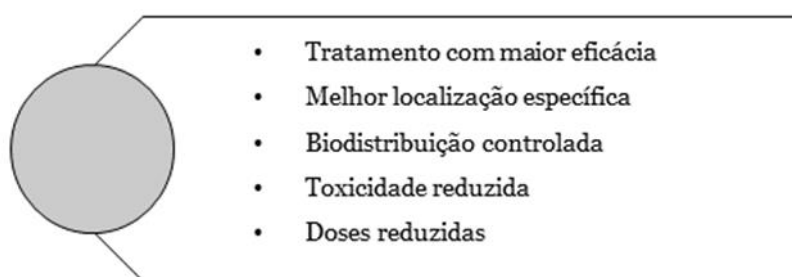 • Tratamento com maior eficácia
• Melhor localização específica
• Biodistribuição controlada
• Toxicidade reduzida
• Doses reduzidas